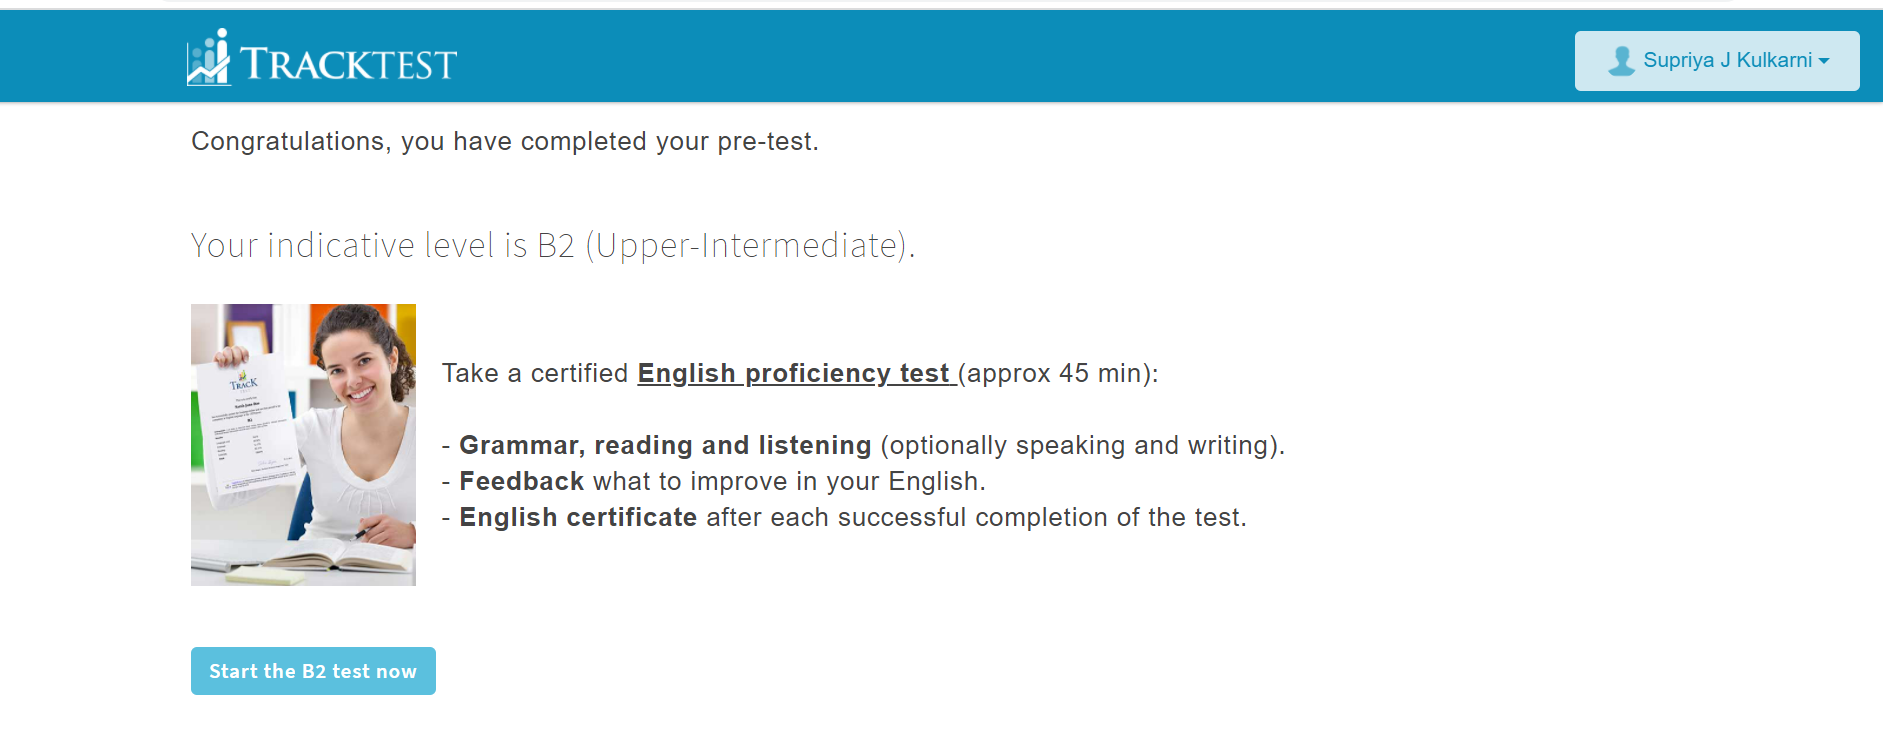 TRACKTEST
Supriya J Kulkarni
Congratulations, you have completed your pre-test.
Your indicative level is B2 (Upper-Intermediate).
TRACK
Take a certified English proficiency test (approx 45 min):
- Grammar, reading and listening (optionally speaking and writing).
- Feedback what to improve in your English.
- English certificate after each successful completion of the test.
Start the B2 test now